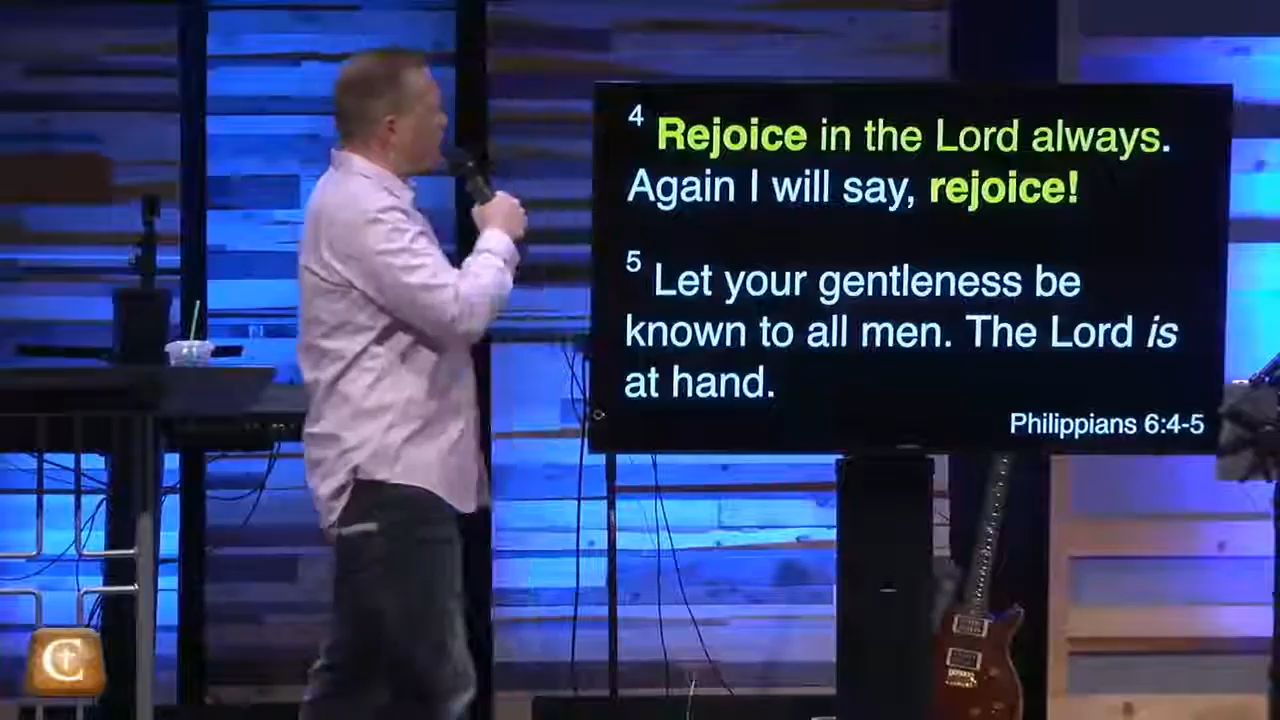 4 Rejoice in the Lord always.
Again I will say, rejoice!
5 Let your gentleness be
known to all men. The Lord is
at hand.
Philippians 6:4-5
C